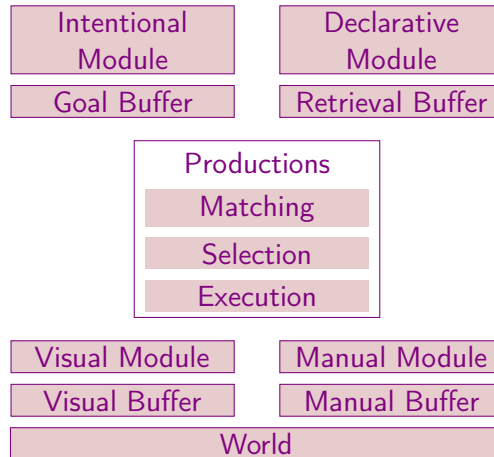 Intentional
Module
Declarative
Module
Goal Buffer
Retrieval Buffer
Productions
Matching
Selection
Execution
Visual Module
Manual Module
Visual Buffer
Manual Buffer
World